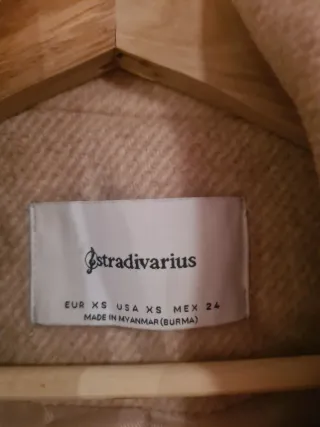 Stradivarius
EUR XS USA XS MEX 24
MADE IN MYANMAR (BURMA)